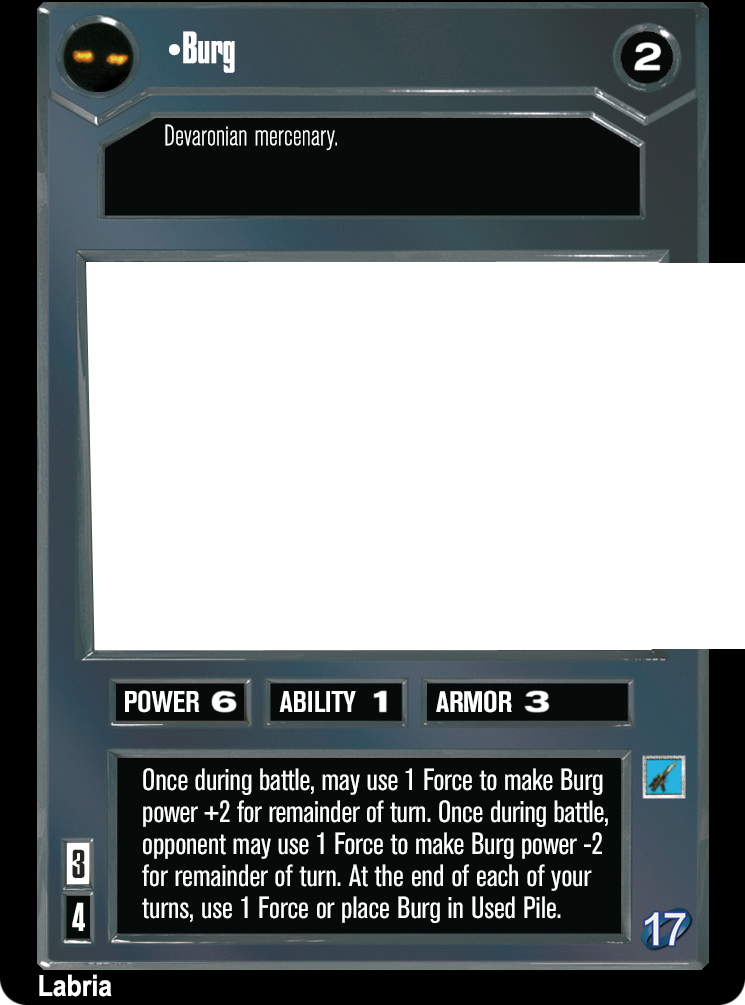 •Burg
2
Devaronian mercenary.
POWER 6
ABILITY 1
ARMOR 3
Once during battle, may use 1 Force to make Burg
power +2 for remainder of turn. Once during battle,
opponent may use 1 Force to make Burg power -2
for remainder of turn. At the end of each of your
turns, use 1 Force or place Burg in Used Pile.
3
4
17
Labria